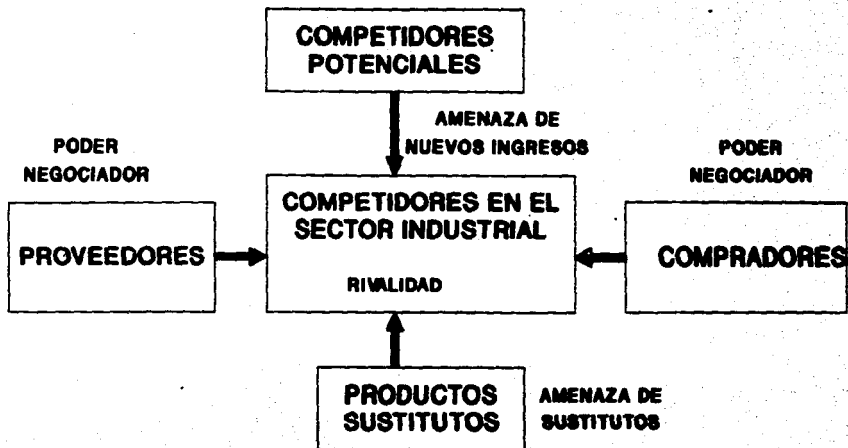 COMPETIDORES
POTENCIALES
AMENAZA DE
NUEVOS INGRESOS
PODER
NEGOCIADOR
PODER
NEGOCIADOR
PROVEEDORES
COMPETIDORES EN EL
SECTOR INDUSTRIAL
RIVALIDAD
COMPRADORES
PRODUCTOS
SUSTITUTOS
AMENAZA DE
SUSTITUTOS